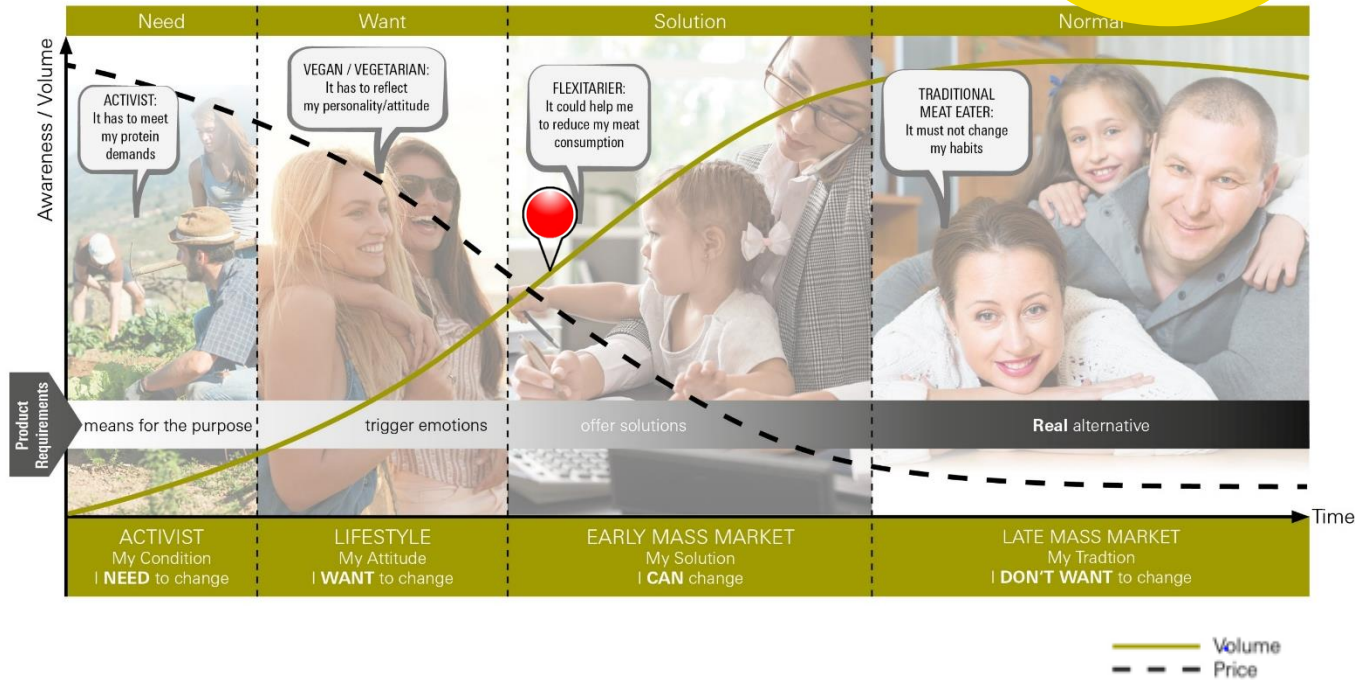 Need
Want
Solution
Normal
Awareness / Volume
ACTIVIST:
It has to meet
my protein
demands
VEGAN / VEGETARIAN:
It has to reflect
my personality/attitude
FLEXITARIER:
It could help me
to reduce my meat
consumption
TRADITIONAL
MEAT EATER:
It must not change
my habits
Product
Requirements
means for the purpose
trigger emotions
offer solutions
Real alternative
Time
ACTIVIST
My Condition
I NEED to change
LIFESTYLE
My Attitude
I WANT to change
EARLY MASS MARKET
My Solution
I CAN change
LATE MASS MARKET
My Tradtion
I DON'T WANT to change
Volume
Price